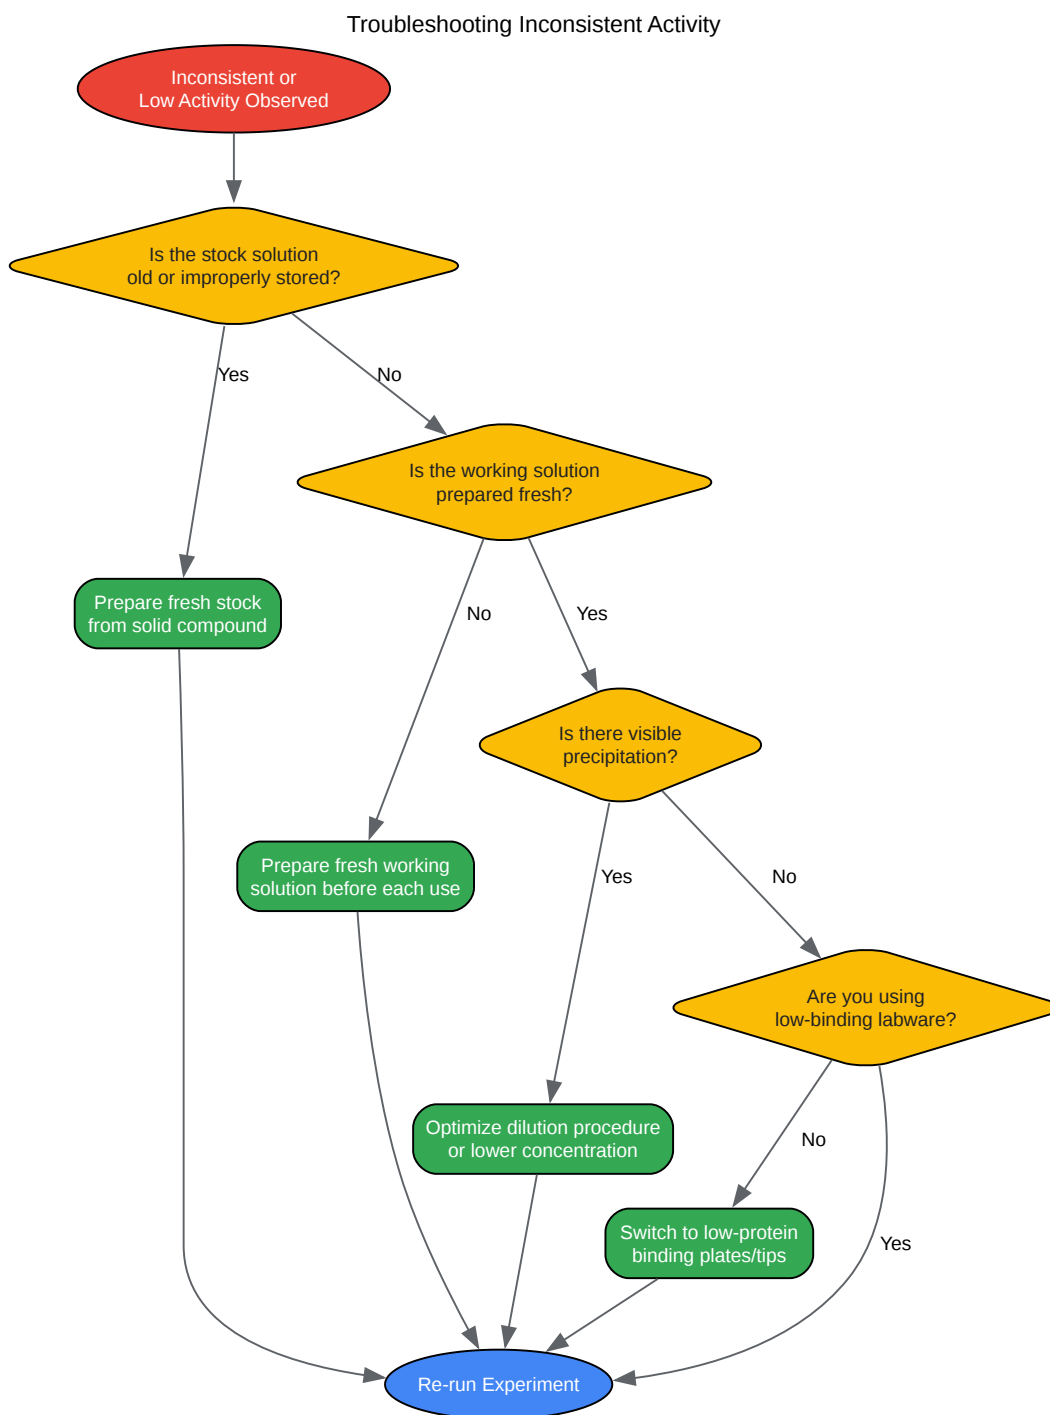 Troubleshooting Inconsistent Activity
Inconsistent or
Low Activity Observed
Is the stock solution
old or improperly stored?
Yes
No
Is the working solution
prepared fresh?
Prepare fresh stock
from solid compound
No
Yes
Is there visible
precipitation?
Prepare fresh working
solution before each use
Yes
No
Are you using
low-binding labware?
Optimize dilution procedure
or lower concentration
No
Switch to low-protein
binding plates/tips
Yes
Re-run Experiment